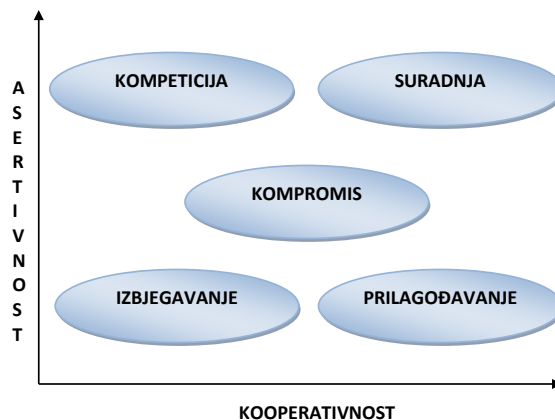 KOMPETICIJA
SURADNJA
ASERTIVNOST
KOMPROMIS
IZBJEGAVANJE
PRILAGOĐAVANJE
KOOPERATIVNOST